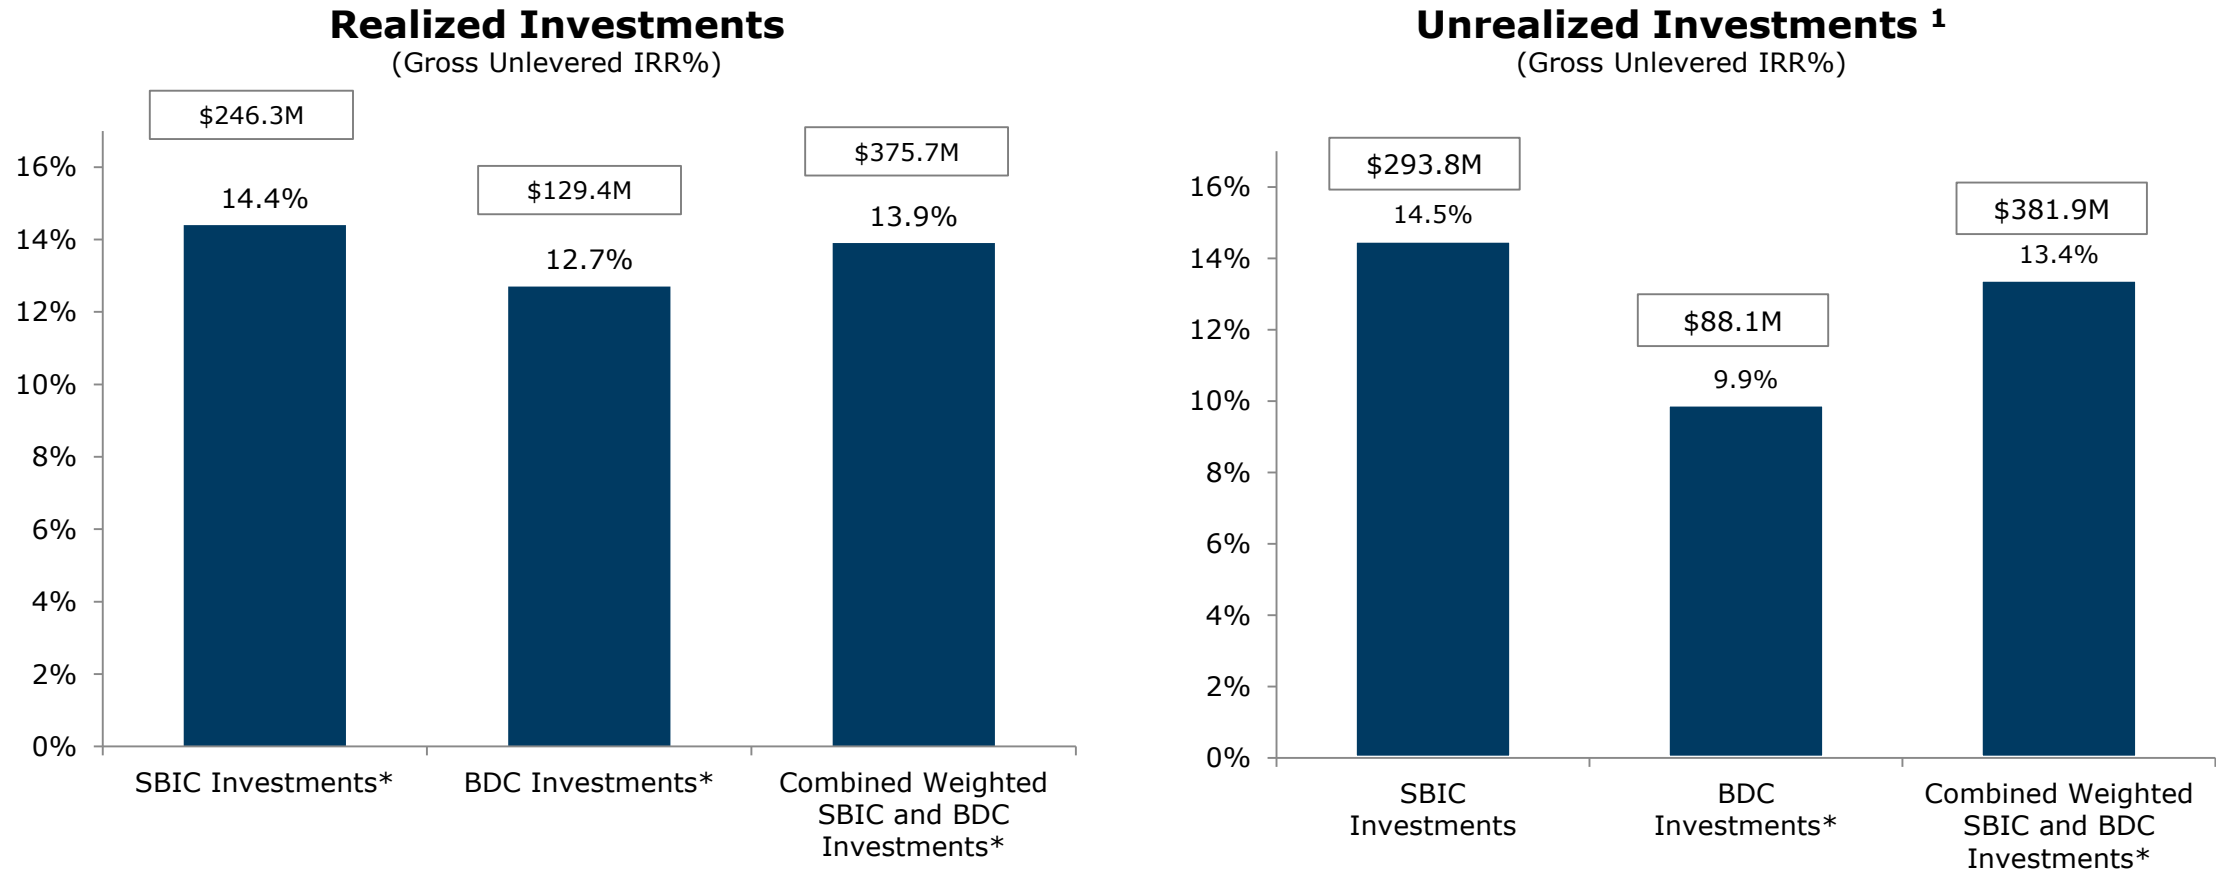 Realized Investments
(Gross Unlevered IRR%)
$246.3M
$129.4M
$375.7M
14.4%
12.7%
13.9%
16%
14%
12%
10%
8%
6%
4%
2%
0%
SBIC Investments*
BDC Investments*
Combined Weighted
SBIC and BDC
Investments*
Unrealized Investments 1
(Gross Unlevered IRR%)
$293.8M
$88.1M
$381.9M
14.5%
9.9%
13.4%
16%
14%
12%
10%
8%
6%
4%
2%
0%
SBIC
Investments
BDC
Investments*
Combined Weighted
SBIC and BDC
Investments*